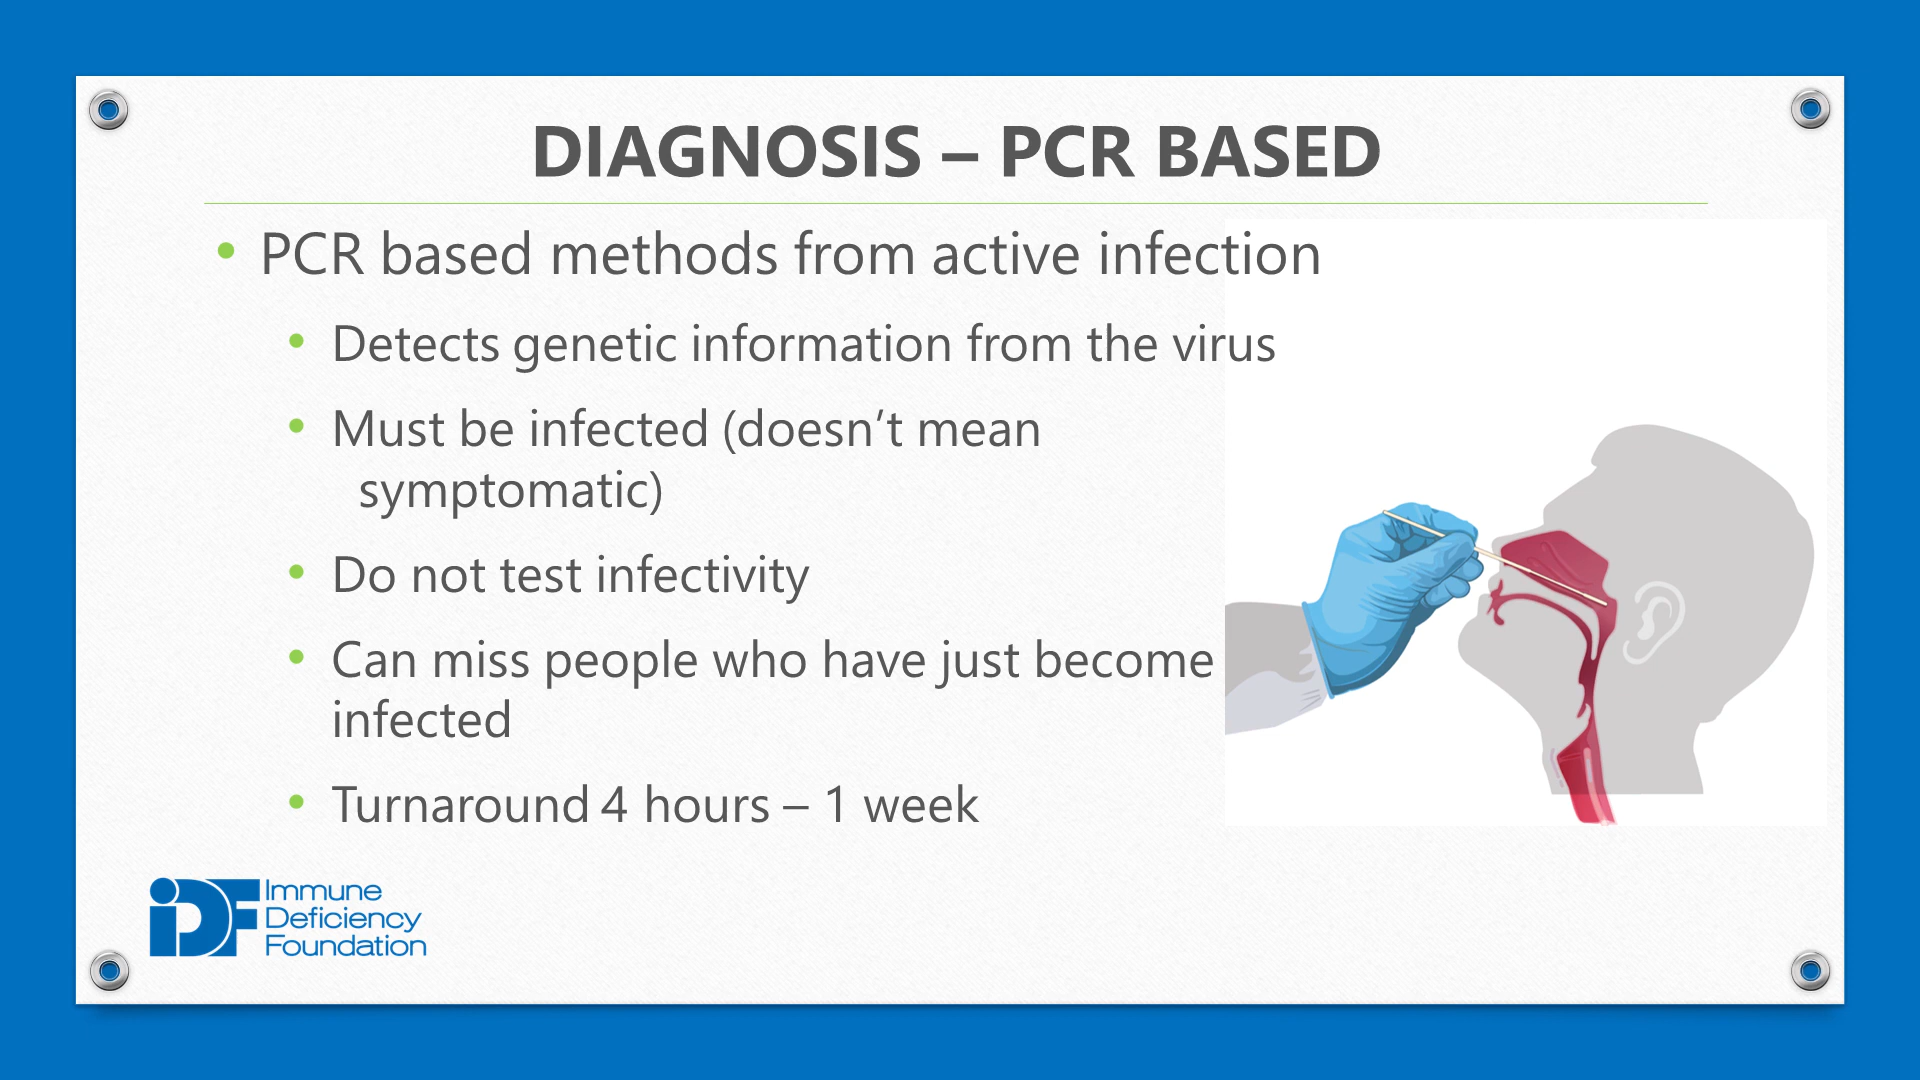 DIAGNOSIS – PCR BASED
• PCR based methods from active infection
• Detects genetic information from the virus
• Must be infected (doesn’t mean
symptomatic)
• Do not test infectivity
• Can miss people who have just become
infected
• Turnaround 4 hours – 1 week
iDF Immune
Deficiency
Foundation